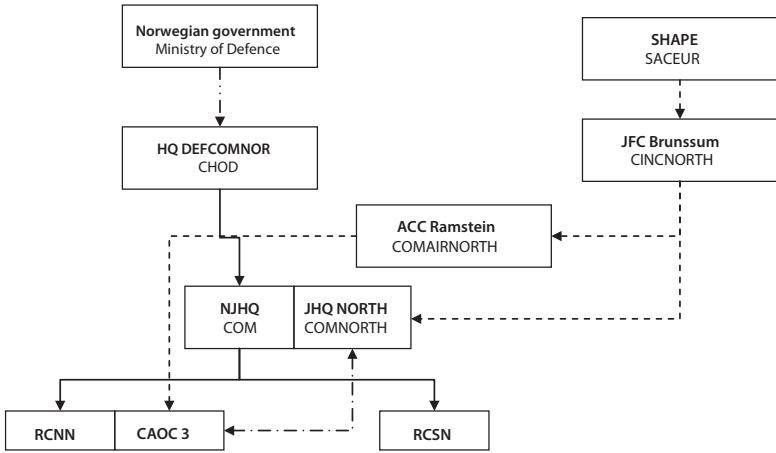 Norwegian government
Ministry of Defence
SHAPE
SACEUR
HQ DEFCOMNOR
CHOD
JFC Brunssum
CINCNORTH
ACC Ramstein
COMAIRNORTH
NJHQ
COM
JHQ NORTH
COMNORTH
RCNN
CAOC 3
RCSN